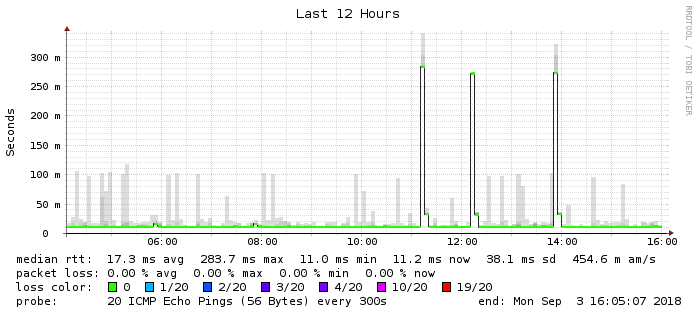 Last 12 Hours
RRDTOOL / TOBI OETIKER
Seconds
300 m
250 m
200 m
150 m
100 m
50 m
0
06:00 08:00 10:00 12:00 14:00 16:00
median rtt: 17.3 ms avg 283.7 ms max 11.0 ms min 11.2 ms now 38.1 ms sd 454.6 m am/s
packet loss: 0.00 % avg 0.00 % max 0.00 % min 0.00 % now
loss color: 0 1/20 2/20 3/20 4/20 10/20 19/20
probe: 20 ICMP Echo Pings (56 Bytes) every 300s end: Mon Sep 3 16:05:07 2018